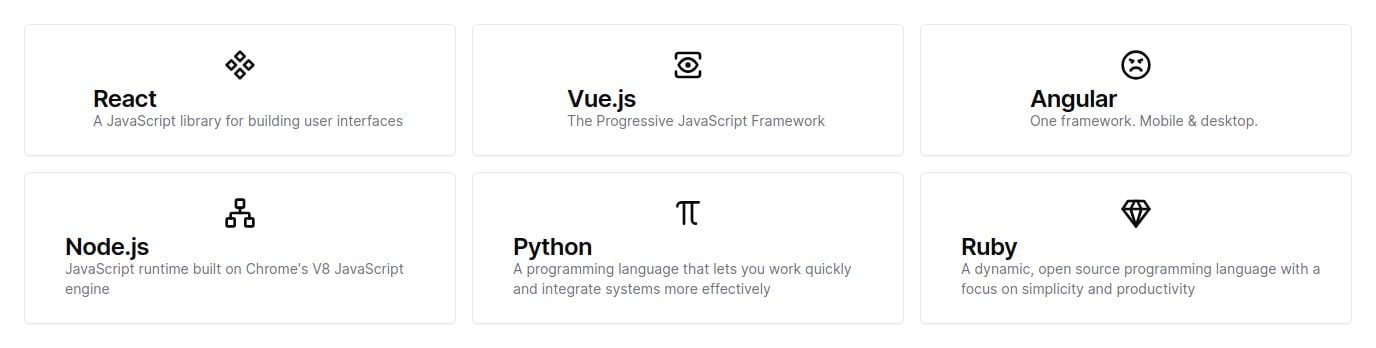 React
A JavaScript library for building user interfaces
Vue.js
The Progressive JavaScript Framework
Angular
One framework. Mobile & desktop.
Node.js
JavaScript runtime built on Chrome's V8 JavaScript
engine
Python
A programming language that lets you work quickly
and integrate systems more effectively
Ruby
A dynamic, open source programming language with a
focus on simplicity and productivity